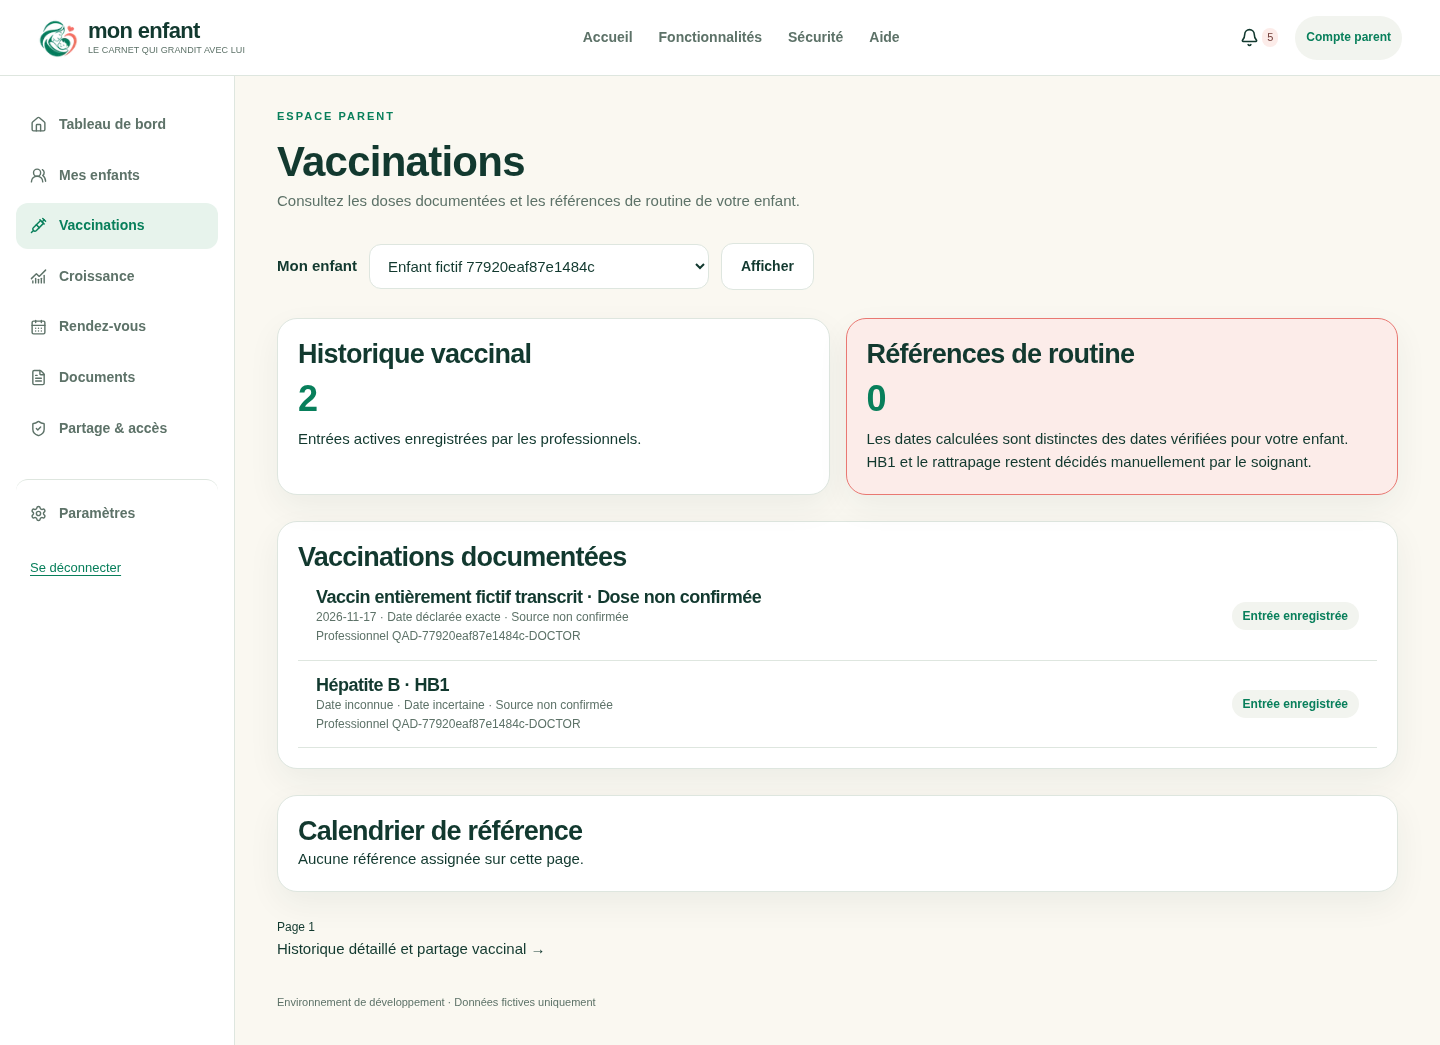 mon enfant
LE CARNET QUI GRANDIT AVEC LUI
Accueil
Fonctionnalités
Sécurité
Aide
5
Compte parent
Tableau de bord
Mes enfants
Vaccinations
Croissance
Rendez-vous
Documents
Partage & accès
Paramètres
Se déconnecter
ESPACE PARENT
Vaccinations
Consultez les doses documentées et les références de routine de votre enfant.
Mon enfant
Enfant fictif 77920eaf87e1484c
Afficher
Historique vaccinal
2
Entrées actives enregistrées par les professionnels.
Références de routine
0
Les dates calculées sont distinctes des dates vérifiées pour votre enfant.
HB1 et le rattrapage restent décidés manuellement par le soignant.
Vaccinations documentées
Vaccin entièrement fictif transcrit · Dose non confirmée
2026-11-17 · Date déclarée exacte · Source non confirmée
Professionnel QAD-77920eaf87e1484c-DOCTOR
Entrée enregistrée
Hépatite B · HB1
Date inconnue · Date incertaine · Source non confirmée
Professionnel QAD-77920eaf87e1484c-DOCTOR
Entrée enregistrée
Calendrier de référence
Aucune référence assignée sur cette page.
Page 1
Historique détaillé et partage vaccinal →
Environnement de développement · Données fictives uniquement